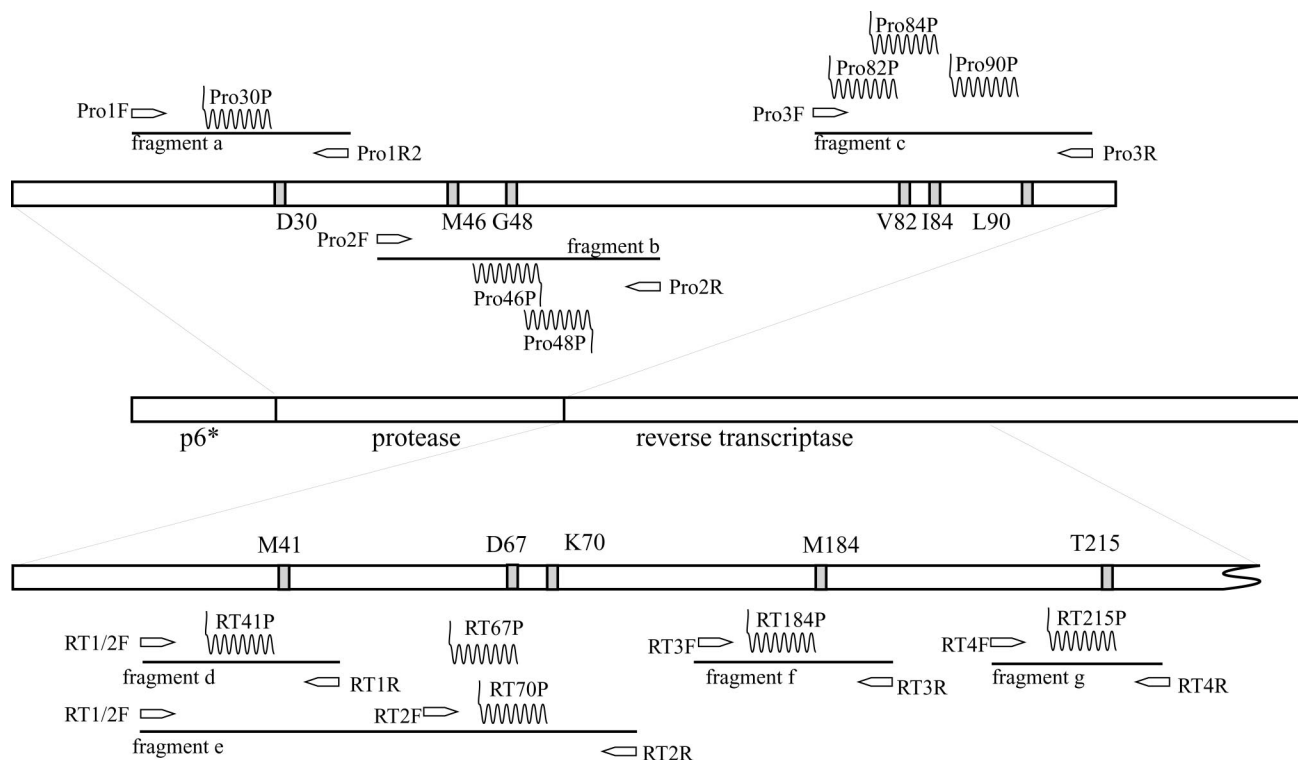 Pro84P
Pro82P
Pro90P
Pro30P
Pro1F
Pro3F
fragment a
fragment c
Pro1R2
Pro3R
D30
M46
G48
V82
I84
L90
Pro2F
fragment b
Pro46P
Pro2R
Pro48P
p6*
protease
reverse transcriptase
M41
D67
K70
M184
T215
RT1/2F
RT41P
RT67P
RT3F
RT184P
RT4F
RT215P
fragment d
RT1R
fragment f
RT3R
fragment g
RT4R
RT1/2F
RT2F
RT70P
fragment e
RT2R